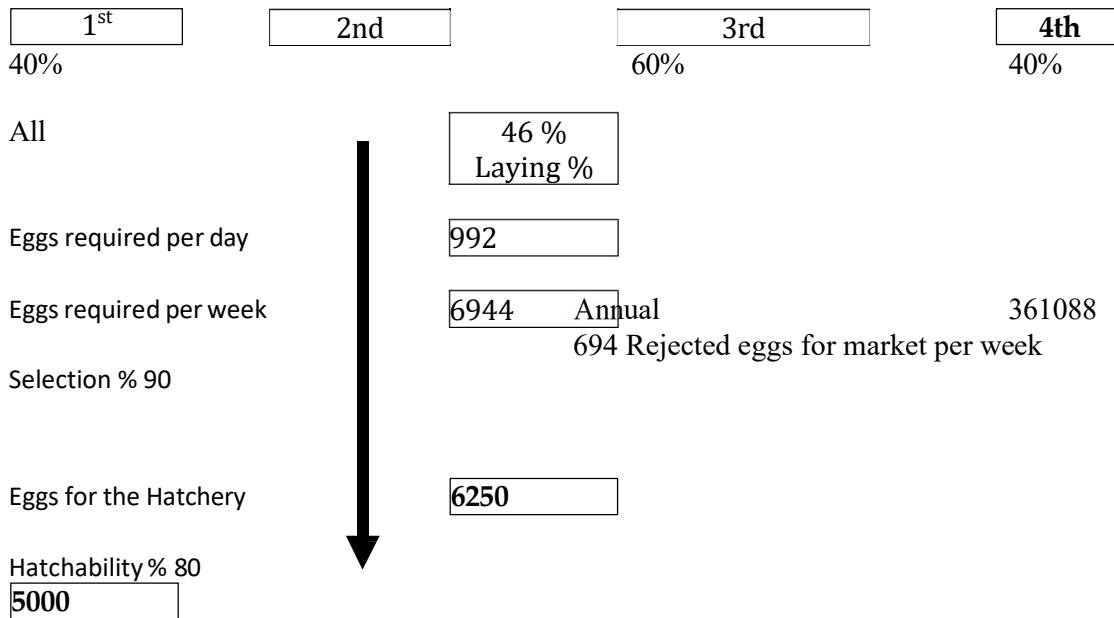 1st 2nd 3rd 4th
40% 60% 40%
All 46 %
Laying %
Eggs required per day 992
Eggs required per week 6944 Annual 361088
694 Rejected eggs for market per week
Selection % 90
Eggs for the Hatchery 6250
Hatchability % 80
5000